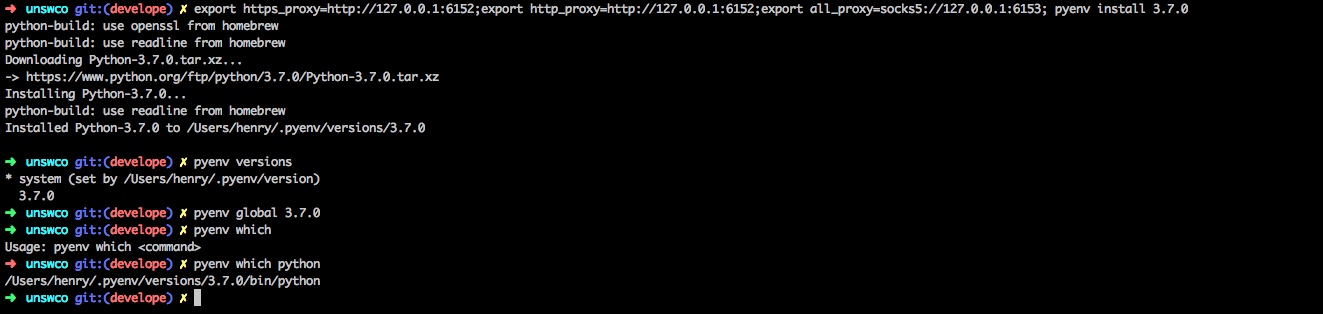 ➜ unswco git:(develope) ✗ export https_proxy=http://127.0.0.1:6152;export http_proxy=http://127.0.0.1:6152;export all_proxy=socks5://127.0.0.1:6153; pyenv install 3.7.0
python-build: use openssl from homebrew
python-build: use readline from homebrew
Downloading Python-3.7.0.tar.xz...
-> https://www.python.org/ftp/python/3.7.0/Python-3.7.0.tar.xz
Installing Python-3.7.0...
python-build: use readline from homebrew
Installed Python-3.7.0 to /Users/henry/.pyenv/versions/3.7.0
➜ unswco git:(develope) ✗ pyenv versions
* system (set by /Users/henry/.pyenv/version)
3.7.0
➜ unswco git:(develope) ✗ pyenv global 3.7.0
➜ unswco git:(develope) ✗ pyenv which
Usage: pyenv which <command>
➜ unswco git:(develope) ✗ pyenv which python
/Users/henry/.pyenv/versions/3.7.0/bin/python
➜ unswco git:(develope) ✗